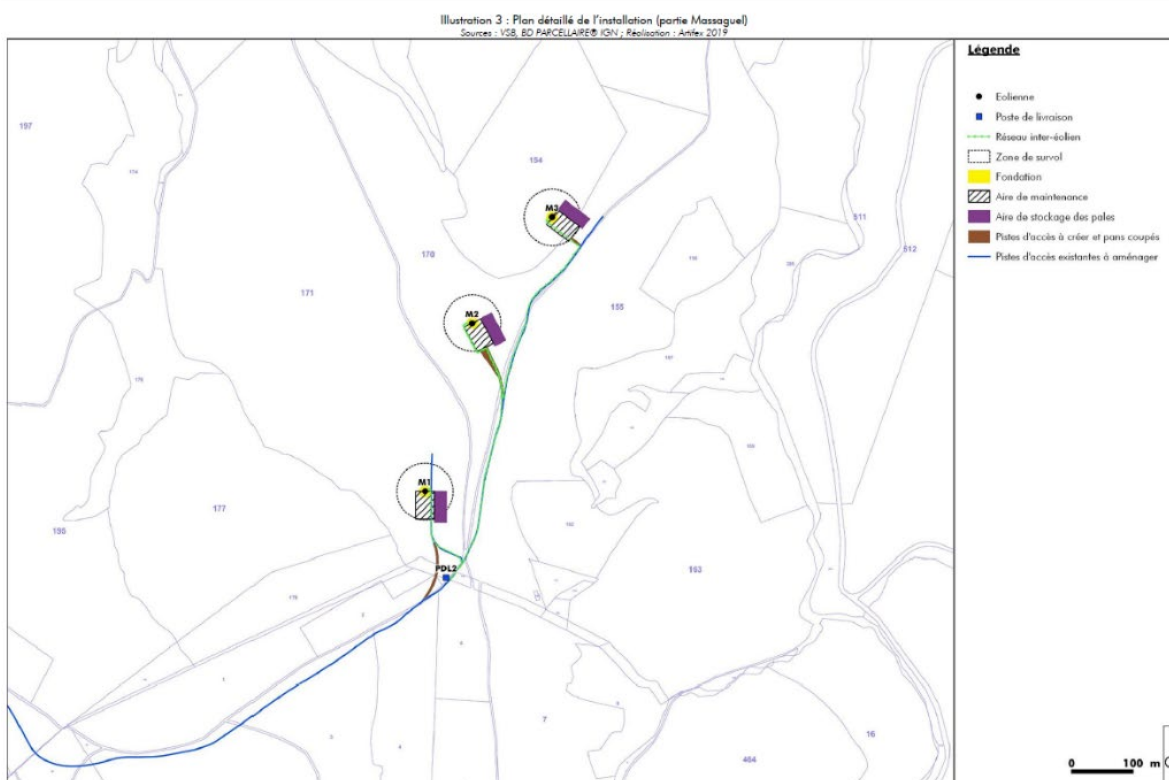 Illustration 3 : Plan détaillé de l'installation (partie Massaguel)
Sources : VSB, BD PARCELLAIRE® IGN ; Réalisation : Artifex 2019
Légende
Eolienne
Poste de livraison
Réseau inter-éolien
Zone de survol
Fondation
Aire de maintenance
Aire de stockage des pales
Pistes d'accès à créer et pans coupés
Pistes d'accès existantes à aménager
197
M3
511
512
170
171
155
M2
M1
177
PDL2
163
7
16
464
0 100 m